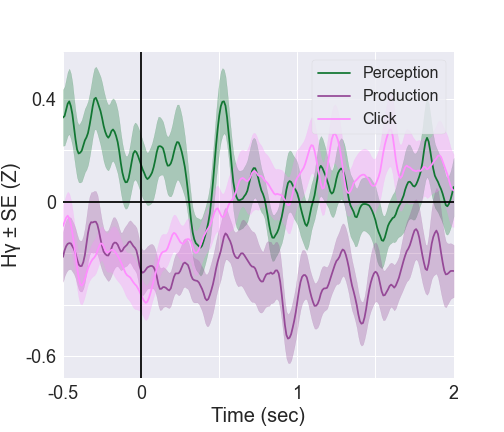 Perception
Production
Click
0.4
0
-0.6
Hγ ± SE (Z)
-0.5
0
1
2
Time (sec)